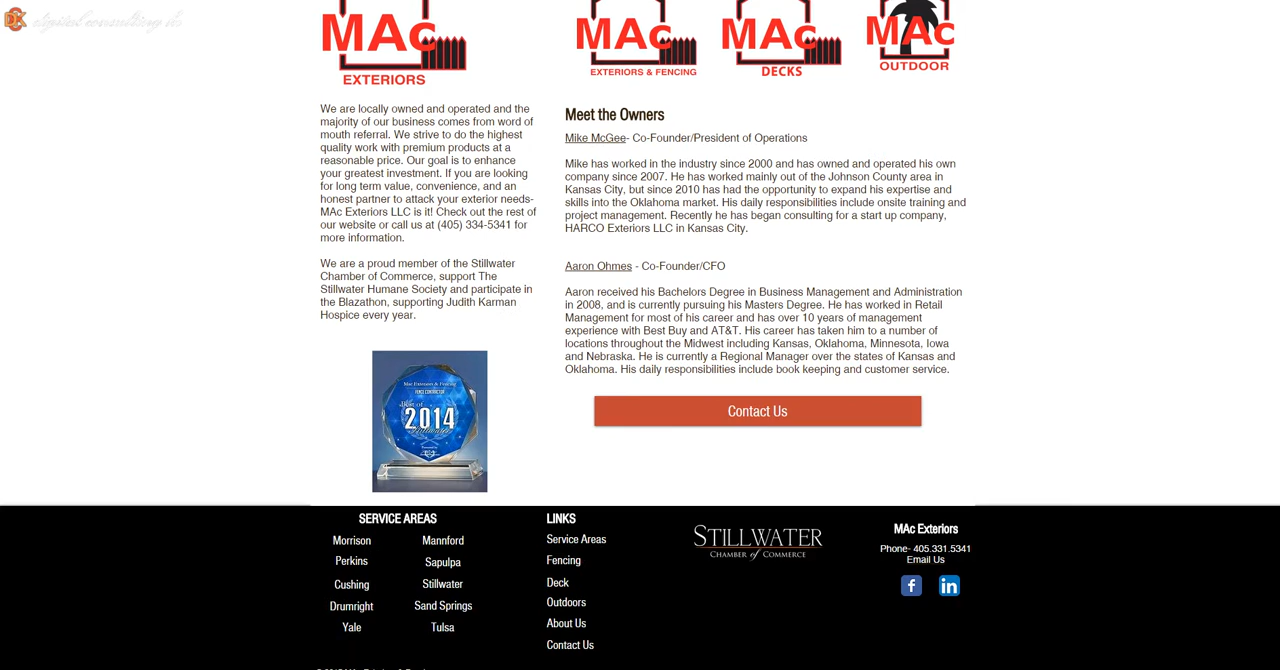 digital consulting llc
MAc
EXTERIORS
MAc
EXTERIORS & FENCING
MAc
DECKS
MAc
OUTDOOR
We are locally owned and operated and the
majority of our business comes from word of
mouth referral. We strive to do the highest
quality work with premium products at a
reasonable price. Our goal is to enhance
your greatest investment. If you are looking
for long term value, convenience, and an
honest partner to attack your exterior needs-
MAc Exteriors LLC is it! Check out the rest of
our website or call us at (405) 334-5341 for
more information.
We are a proud member of the Stillwater
Chamber of Commerce, support The
Stillwater Humane Society and participate in
the Blazathon, supporting Judith Karman
Hospice every year.
Mac Exteriors & Fencing
FENCE CONTRACTOR
Best of
2014
Stillwater
Meet the Owners
Mike McGee- Co-Founder/President of Operations
Mike has worked in the industry since 2000 and has owned and operated his own
company since 2007. He has worked mainly out of the Johnson County area in
Kansas City, but since 2010 has had the opportunity to expand his expertise and
skills into the Oklahoma market. His daily responsibilities include onsite training and
project management. Recently he has began consulting for a start up company,
HARCO Exteriors LLC in Kansas City.
Aaron Ohmes - Co-Founder/CFO
Aaron received his Bachelors Degree in Business Management and Administration
in 2008, and is currently pursuing his Masters Degree. He has worked in Retail
Management for most of his career and has over 10 years of management
experience with Best Buy and AT&T. His career has taken him to a number of
locations throughout the Midwest including Kansas, Oklahoma, Minnesota, Iowa
and Nebraska. He is currently a Regional Manager over the states of Kansas and
Oklahoma. His daily responsibilities include book keeping and customer service.
Contact Us
SERVICE AREAS
Morrison
Mannford
Perkins
Sapulpa
Cushing
Stillwater
Drumright
Sand Springs
Yale
Tulsa
LINKS
Service Areas
Fencing
Deck
Outdoors
About Us
Contact Us
STILLWATER
CHAMBER of COMMERCE
MAc Exteriors
Phone- 405.331.5341
Email Us